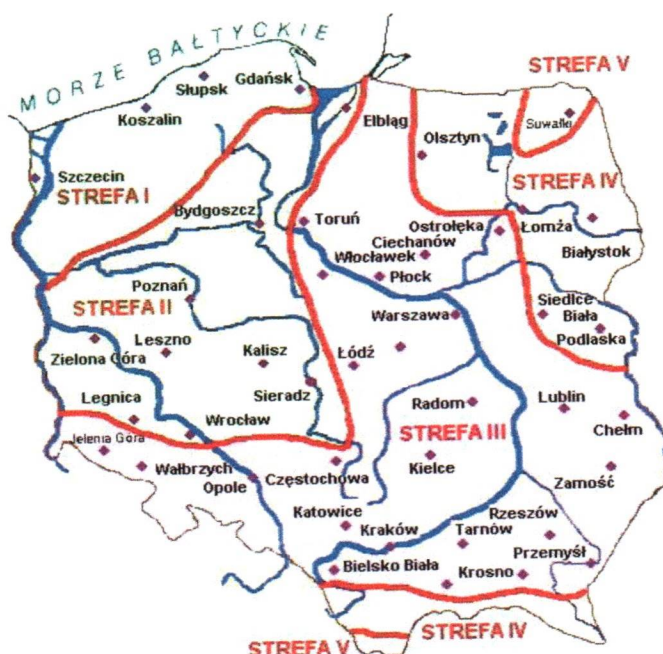 MORZE BAŁTYCKIE
STREFA V
Słupsk
Gdańsk
Koszalin
Elbląg
Olsztyn
Suwałki
Szczecin
STREFA I
STREFA IV
Bydgoszcz
Toruń
Ostrołęka
Łomża
Ciechanów
Białystok
Włocławek
Płock
Poznań
STREFA II
Siedlce
Biała
Podlaska
Warszawa
Leszno
Zielona Góra
Kalisz
Łódź
Sieradz
Legnica
Radom
Lublin
Chełm
Wrocław
STREFA III
Jelenia Góra
Wałbrzych
Opole
Częstochowa
Kielce
Zamość
Katowice
Kraków
Tarnów
Rzeszów
Przemyśl
Bielsko Biała
Krosno
STREFA V
STREFA IV